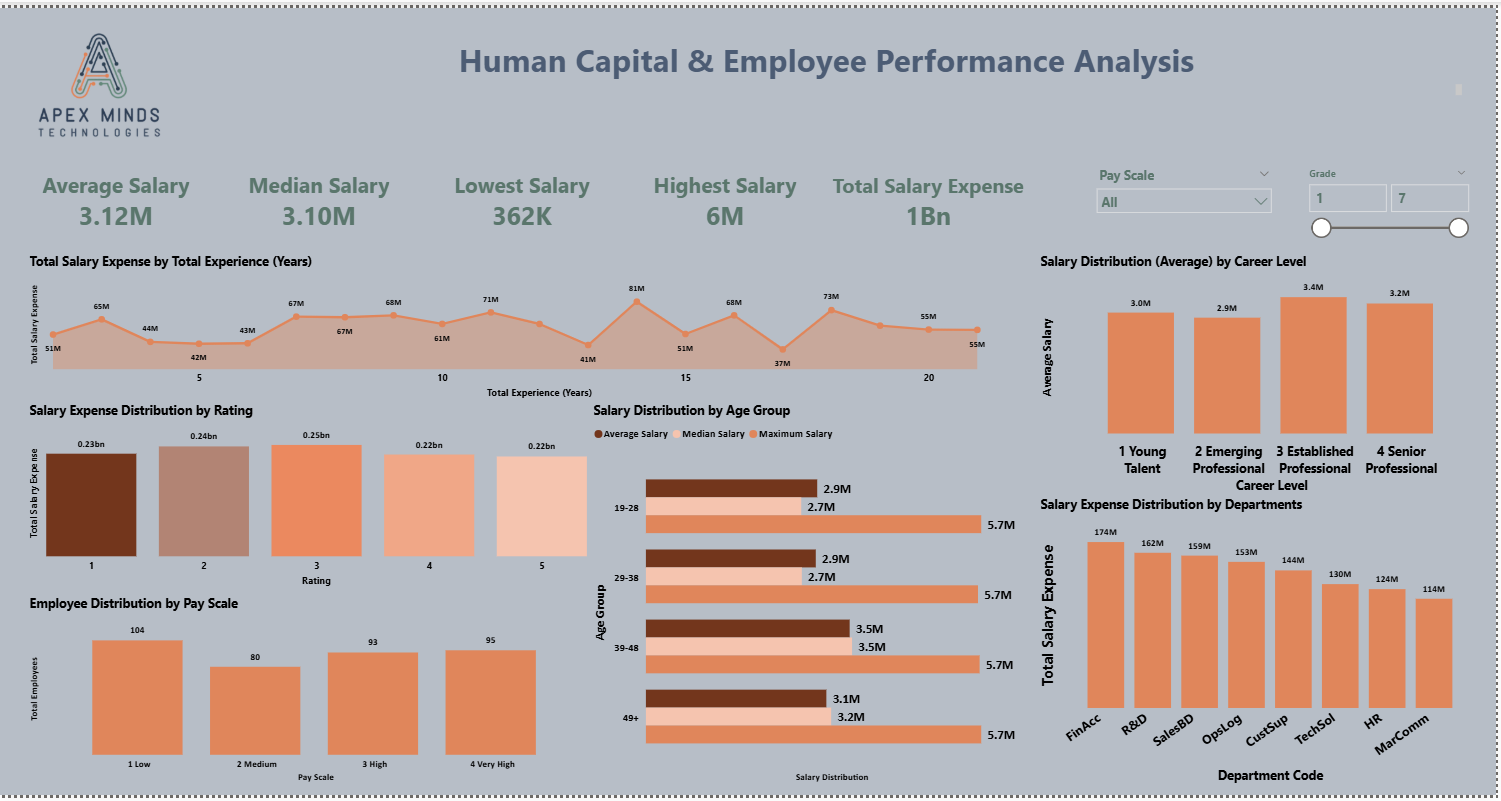 Human Capital & Employee Performance Analysis
APEX MINDS
TECHNOLOGIES
Average Salary
3.12M
Median Salary
3.10M
Lowest Salary
362K
Highest Salary
6M
Total Salary Expense
1Bn
Pay Scale
All
Grade
1
7
Total Salary Expense by Total Experience (Years)
Total Salary Expense
51M
65M
44M
42M
43M
67M
67M
68M
61M
71M
41M
81M
51M
68M
37M
73M
55M
55M
5
10
15
20
Total Experience (Years)
Salary Distribution (Average) by Career Level
Average Salary
3.0M
2.9M
3.4M
3.2M
1 Young
Talent
2 Emerging
Professional
3 Established
Professional
4 Senior
Professional
Career Level
Salary Expense Distribution by Rating
Total Salary Expense
0.23bn
0.24bn
0.25bn
0.22bn
0.22bn
1
2
3
4
5
Rating
Salary Distribution by Age Group
Average Salary
Median Salary
Maximum Salary
Age Group
19-28
2.9M
2.7M
5.7M
29-38
2.9M
2.7M
5.7M
39-48
3.5M
3.5M
5.7M
49+
3.1M
3.2M
5.7M
Salary Distribution
Salary Expense Distribution by Departments
Total Salary Expense
174M
162M
159M
153M
144M
130M
124M
114M
FinAcc
R&D
SalesBD
OpsLog
CustSup
TechSol
HR
MarComm
Department Code
Employee Distribution by Pay Scale
Total Employees
104
80
93
95
1 Low
2 Medium
3 High
4 Very High
Pay Scale